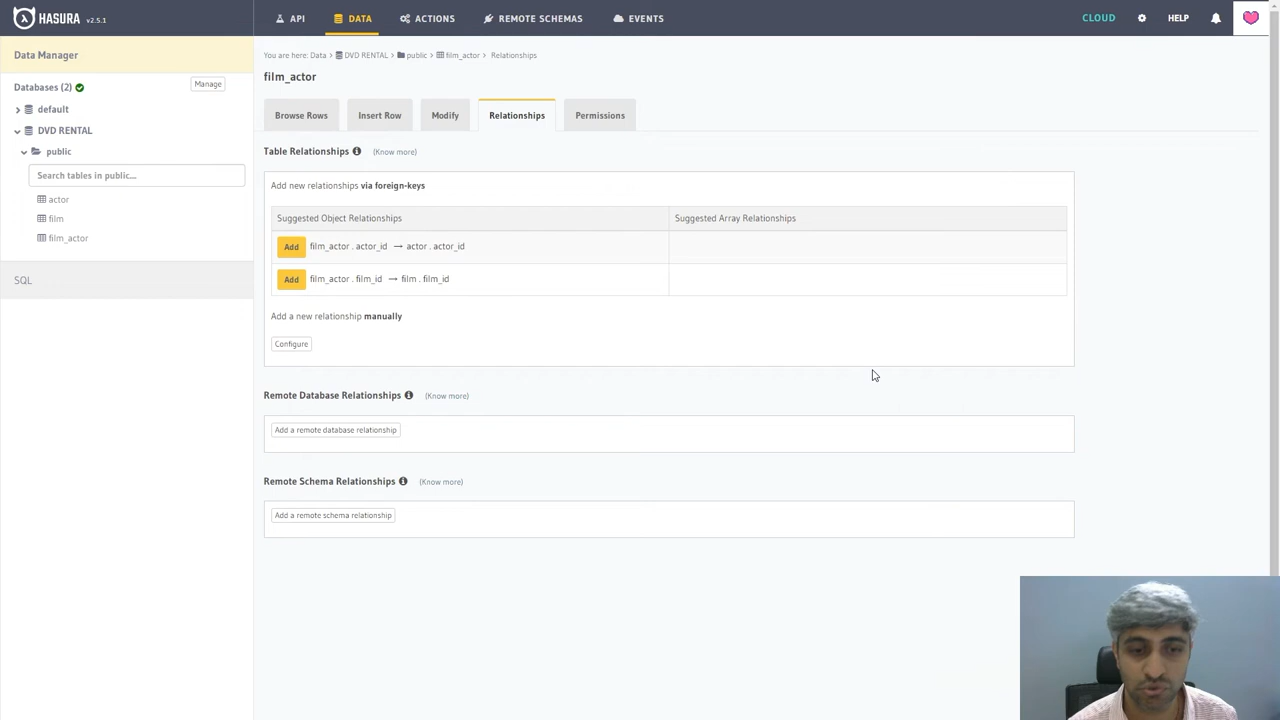 HASURA v2.5.1 API DATA ACTIONS REMOTE SCHEMAS EVENTS CLOUD HELP
Data Manager
Databases (2) Manage
default
DVD RENTAL
public
Search tables in public...
actor
film
film_actor
SQL
You are here: Data > DVD RENTAL > public > film_actor > Relationships
film_actor
Browse Rows Insert Row Modify Relationships Permissions
Table Relationships (Know more)
Add new relationships via foreign-keys
Suggested Object Relationships Suggested Array Relationships
Add film_actor . actor_id → actor . actor_id
Add film_actor . film_id → film . film_id
Add a new relationship manually
Configure
Remote Database Relationships (Know more)
Add a remote database relationship
Remote Schema Relationships (Know more)
Add a remote schema relationship